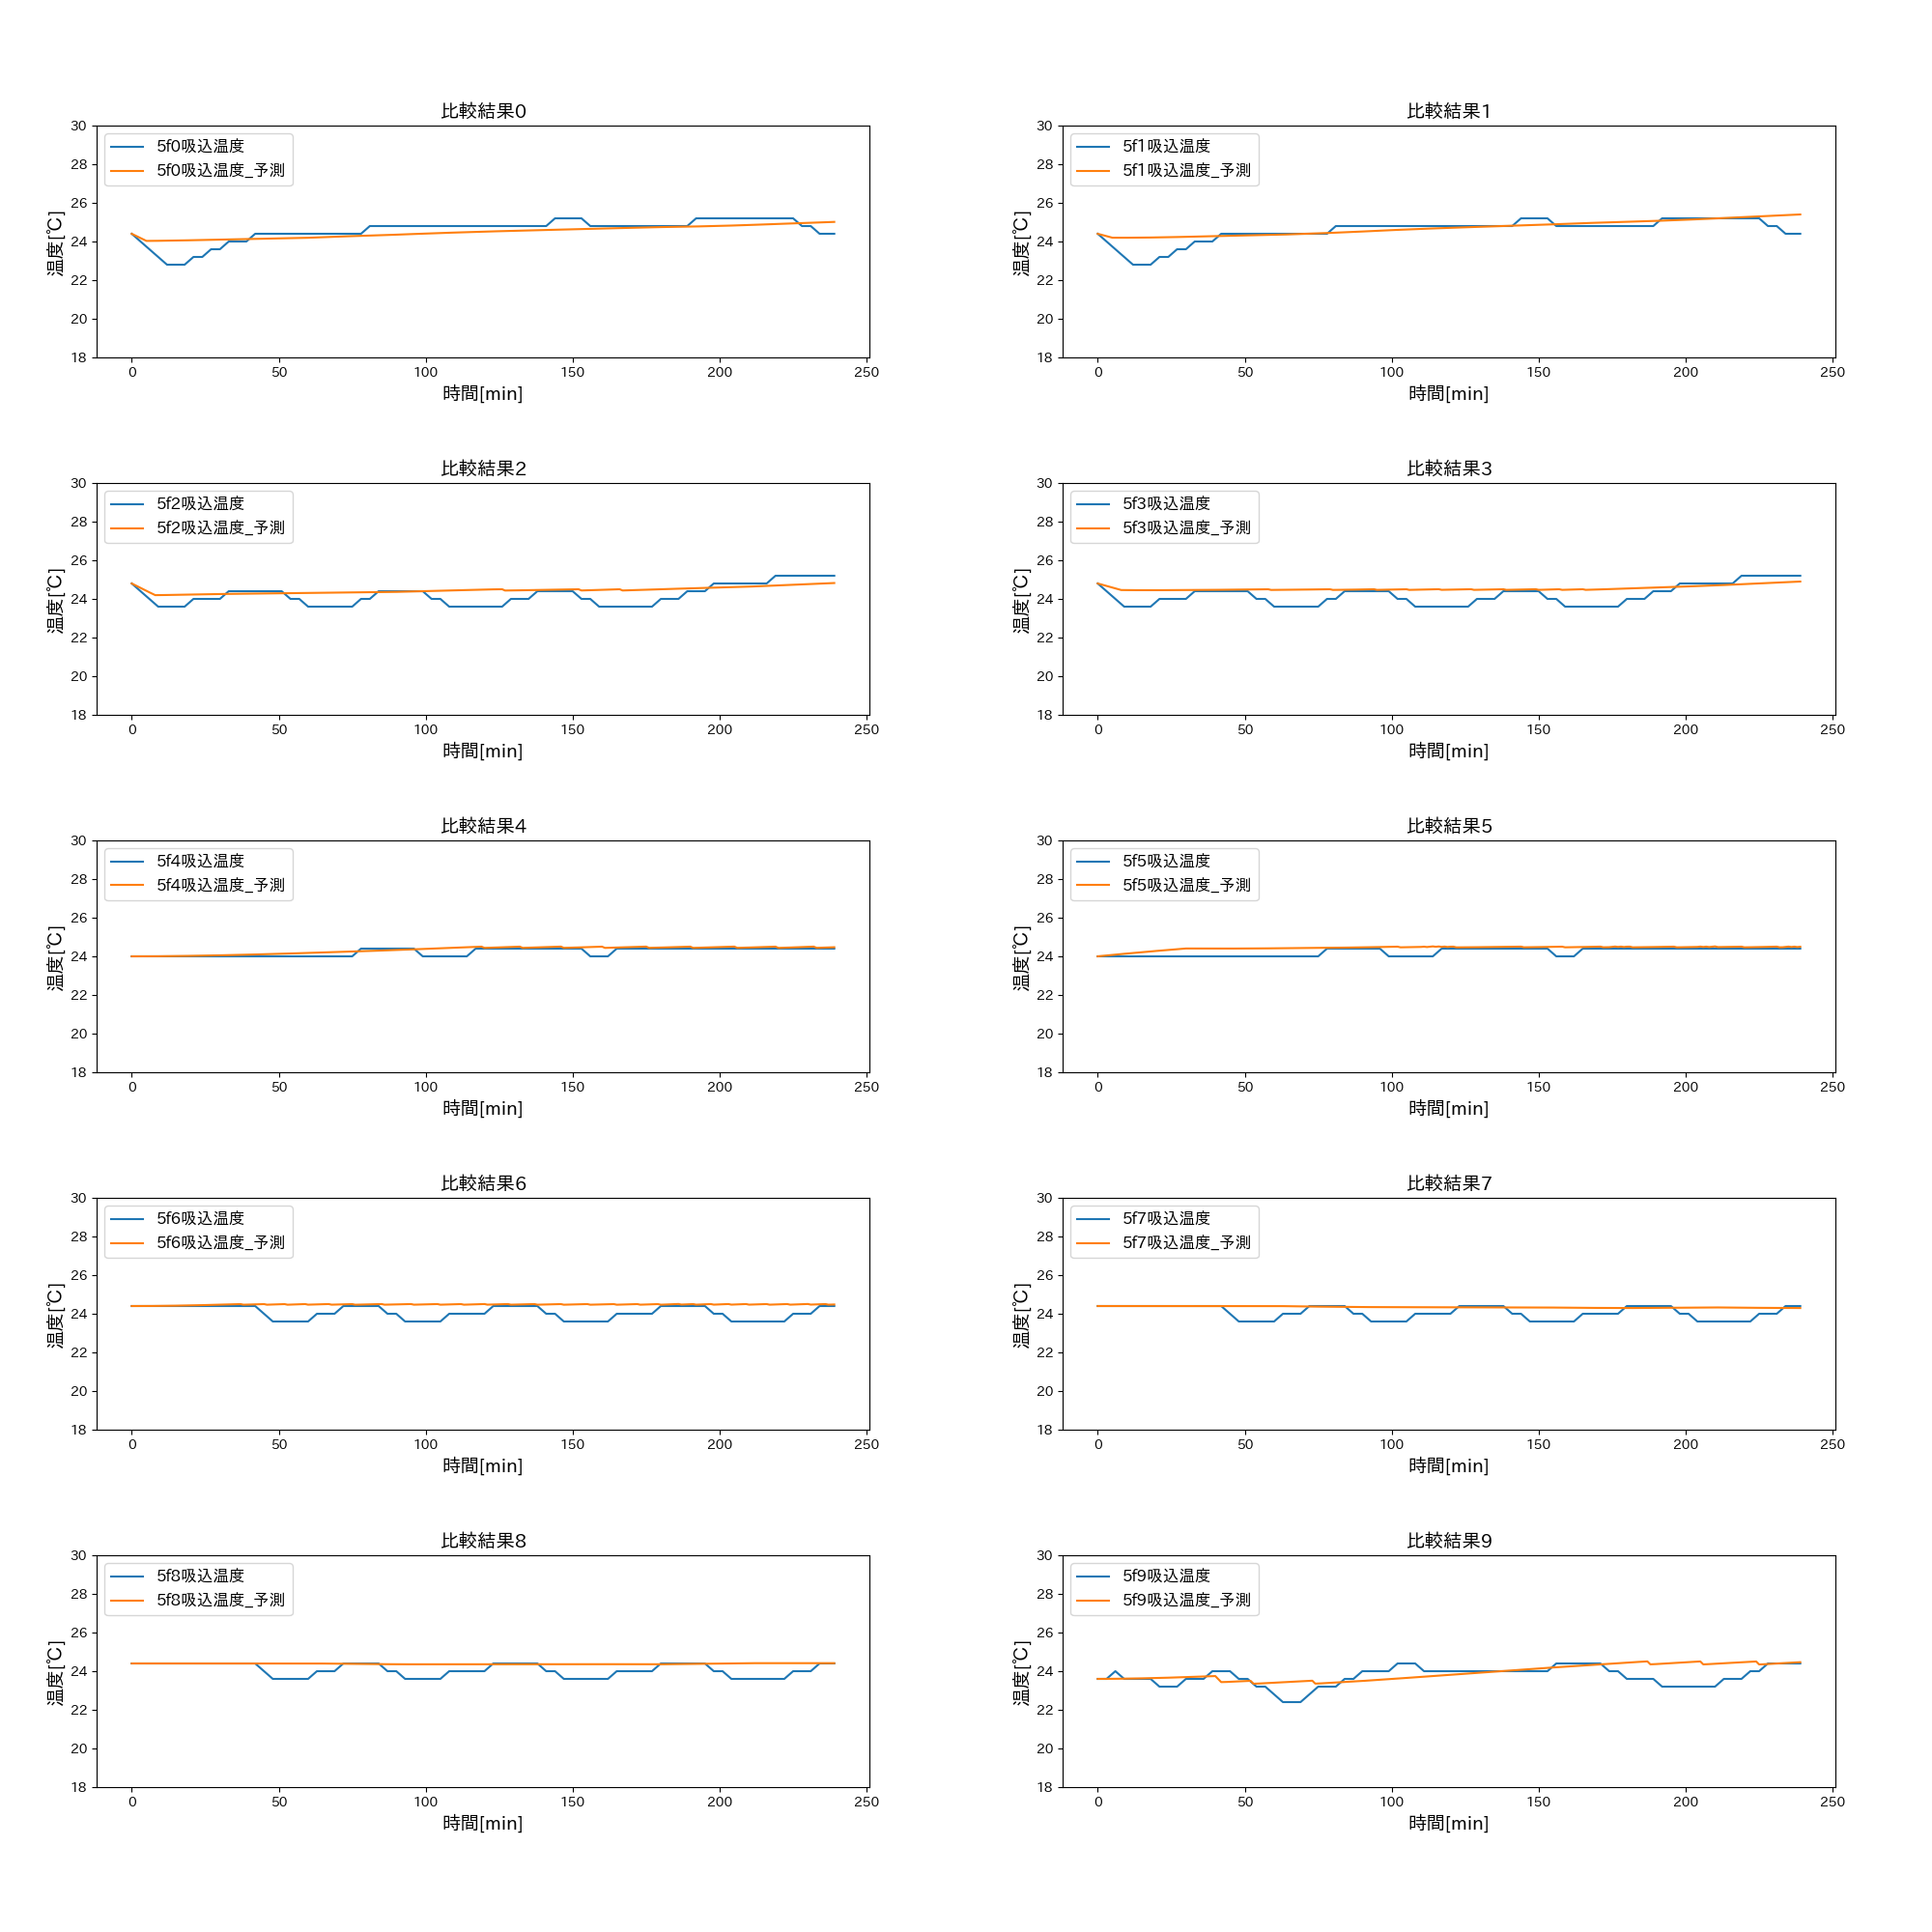 比較結果0
5f0吸込温度
5f0吸込温度_予測
温度[℃]
30
28
26
24
22
20
18
0 50 100 150 200 250
時間[min]
比較結果1
5f1吸込温度
5f1吸込温度_予測
温度[℃]
30
28
26
24
22
20
18
0 50 100 150 200 250
時間[min]
比較結果2
5f2吸込温度
5f2吸込温度_予測
温度[℃]
30
28
26
24
22
20
18
0 50 100 150 200 250
時間[min]
比較結果3
5f3吸込温度
5f3吸込温度_予測
温度[℃]
30
28
26
24
22
20
18
0 50 100 150 200 250
時間[min]
比較結果4
5f4吸込温度
5f4吸込温度_予測
温度[℃]
30
28
26
24
22
20
18
0 50 100 150 200 250
時間[min]
比較結果5
5f5吸込温度
5f5吸込温度_予測
温度[℃]
30
28
26
24
22
20
18
0 50 100 150 200 250
時間[min]
比較結果6
5f6吸込温度
5f6吸込温度_予測
温度[℃]
30
28
26
24
22
20
18
0 50 100 150 200 250
時間[min]
比較結果7
5f7吸込温度
5f7吸込温度_予測
温度[℃]
30
28
26
24
22
20
18
0 50 100 150 200 250
時間[min]
比較結果8
5f8吸込温度
5f8吸込温度_予測
温度[℃]
30
28
26
24
22
20
18
0 50 100 150 200 250
時間[min]
比較結果9
5f9吸込温度
5f9吸込温度_予測
温度[℃]
30
28
26
24
22
20
18
0 50 100 150 200 250
時間[min]